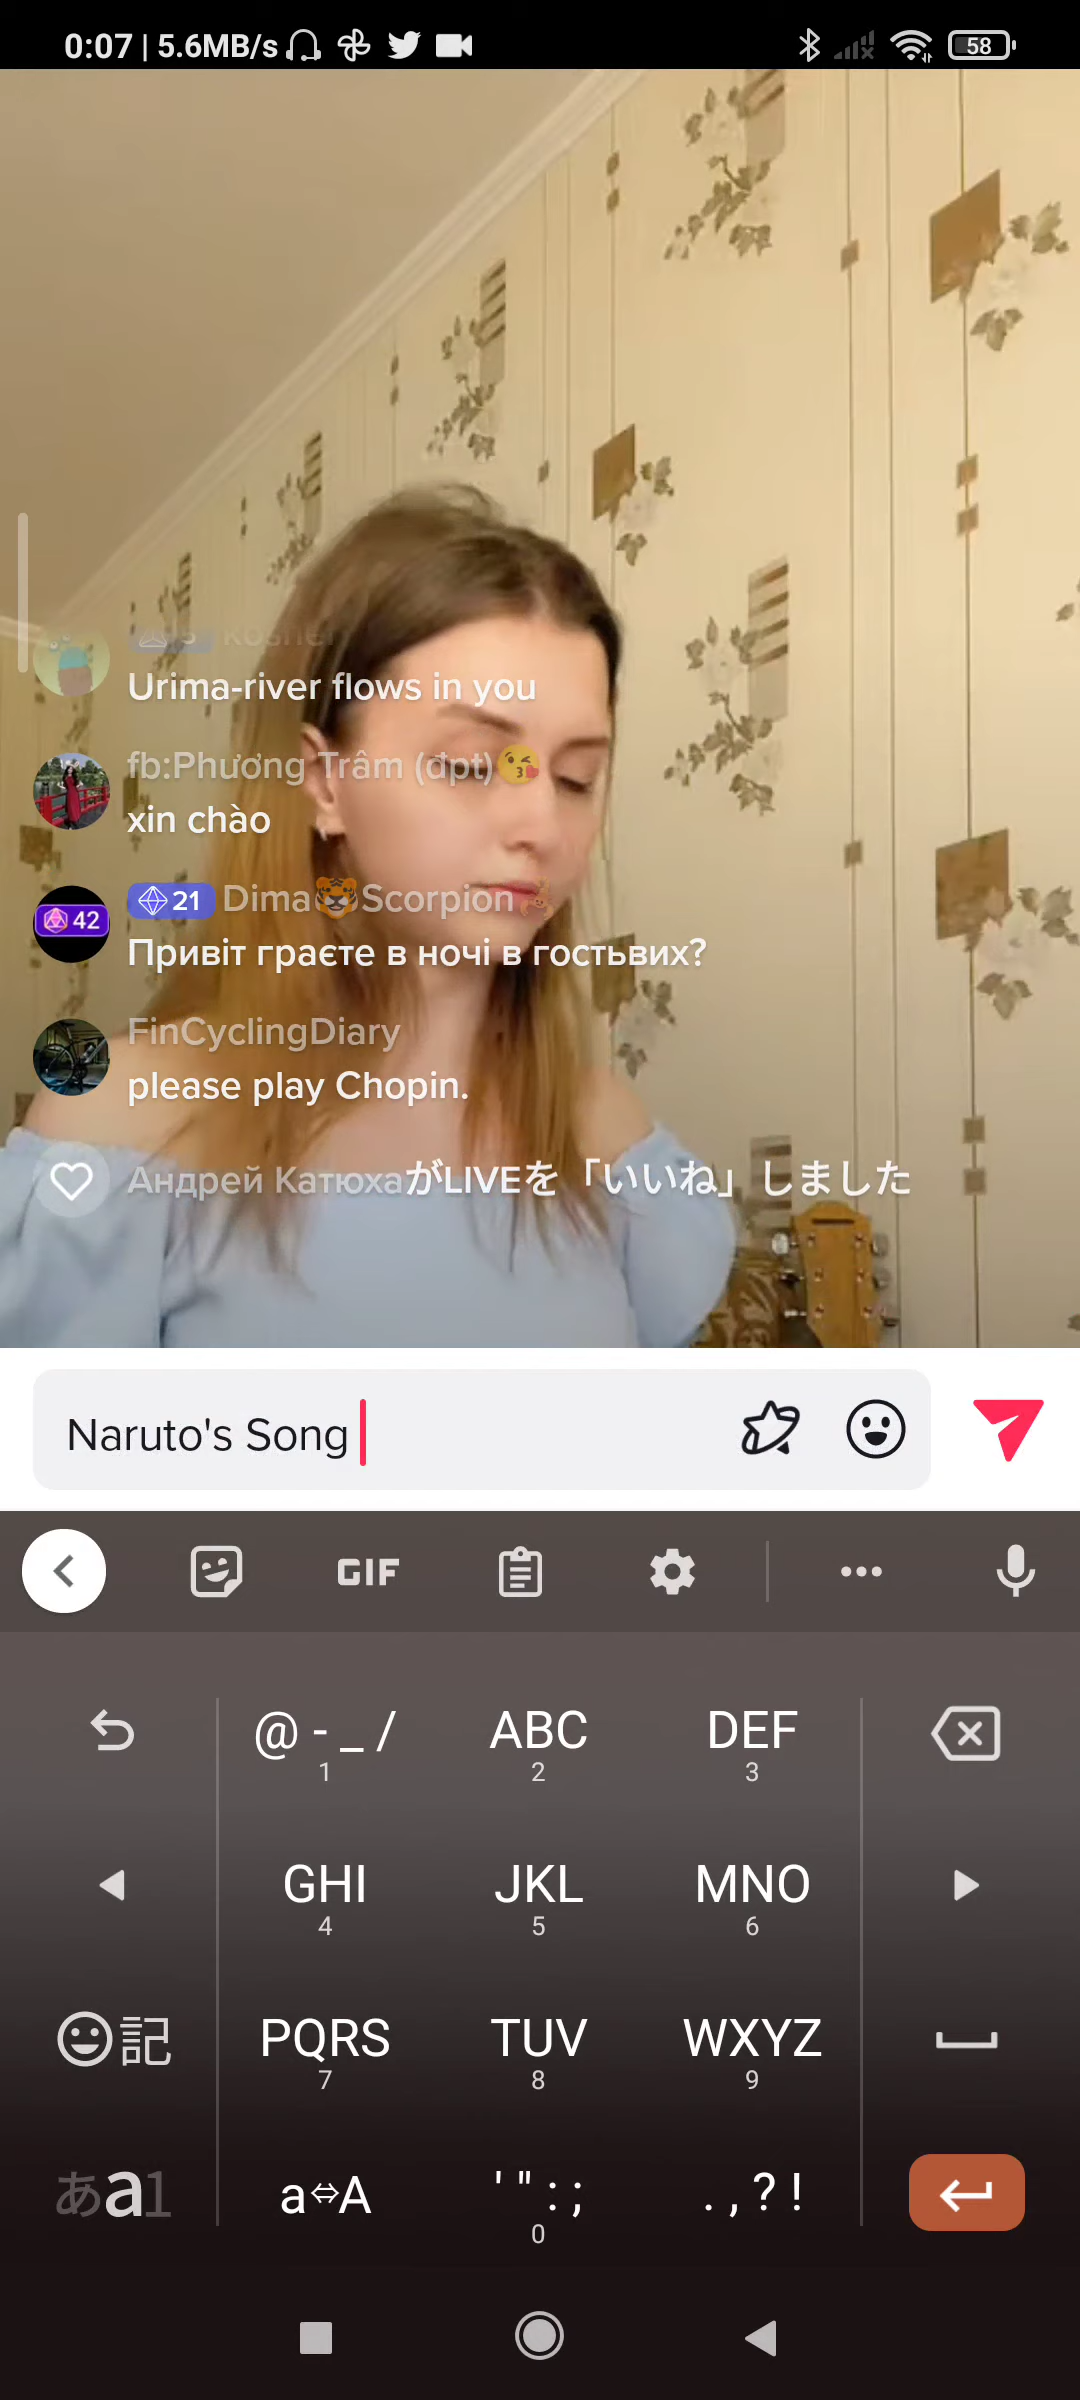 0:07 | 5.6MB/s
58
5 Kosher
Urima-river flows in you
fb:Phương Trâm (đpt)😘
xin chào
42
21 Dima🐯Scorpion🦂
Привіт граєте в ночі в гостьвих?
FinCyclingDiary
please play Chopin.
Андрей КатюхаがLIVEを「いいね」しました
Naruto's Song
GIF
@ - _ / ABC DEF
1 2 3
GHI JKL MNO
4 5 6
記 PQRS TUV WXYZ
7 8 9
あa1 a⇔A ' " : ; . , ? !
0